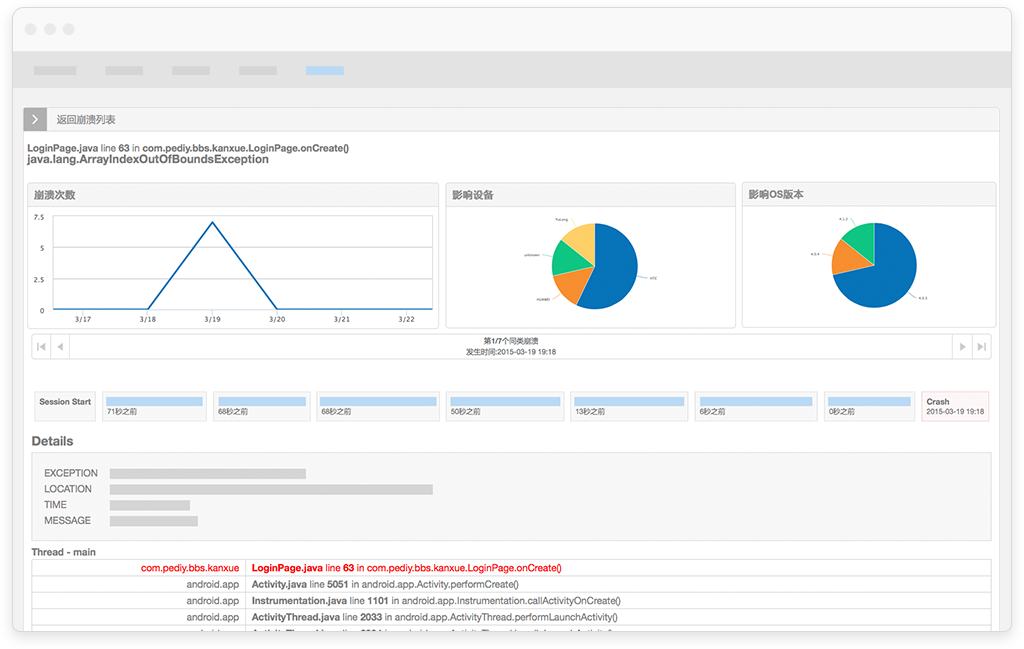 返回崩溃列表
LoginPage.java line 63 in com.pediy.bbs.kanxue.LoginPage.onCreate()
java.lang.ArrayIndexOutOfBoundsException
崩溃次数
7.5
5
2.5
0
3/17 3/18 3/19 3/20 3/21 3/22
影响设备
YuLong
unknown
HUAWEI
HTC
影响OS版本
4.1.2
4.0.4
第1/7个同类崩溃
发生时间:2015-03-19 19:18
Session Start
71秒之前
68秒之前
68秒之前
50秒之前
13秒之前
6秒之前
0秒之前
Crash
2015-03-19 19:18
Details
EXCEPTION
LOCATION
TIME
MESSAGE
Thread - main
com.pediy.bbs.kanxue LoginPage.java line 63 in com.pediy.bbs.kanxue.LoginPage.onCreate()
android.app Activity.java line 5051 in android.app.Activity.performCreate()
android.app Instrumentation.java line 1101 in android.app.Instrumentation.callActivityOnCreate()
android.app ActivityThread.java line 2033 in android.app.ActivityThread.performLaunchActivity()